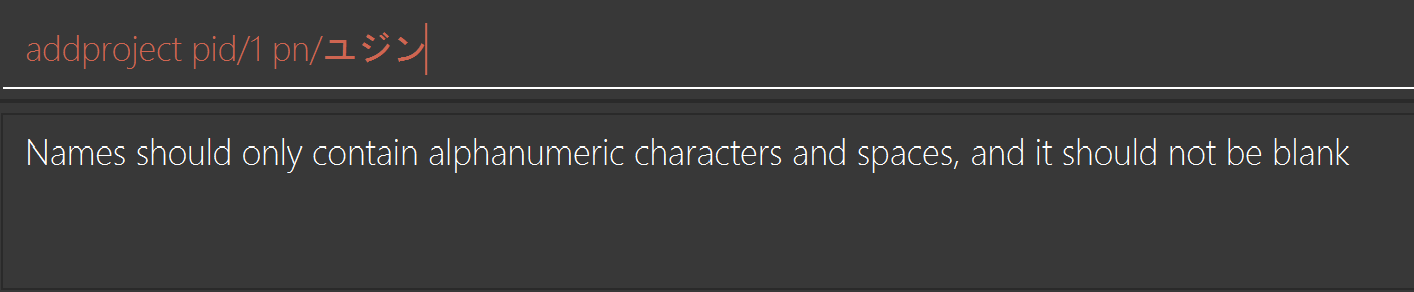 addproject pid/1 pn/ユジン
Names should only contain alphanumeric characters and spaces, and it should not be blank